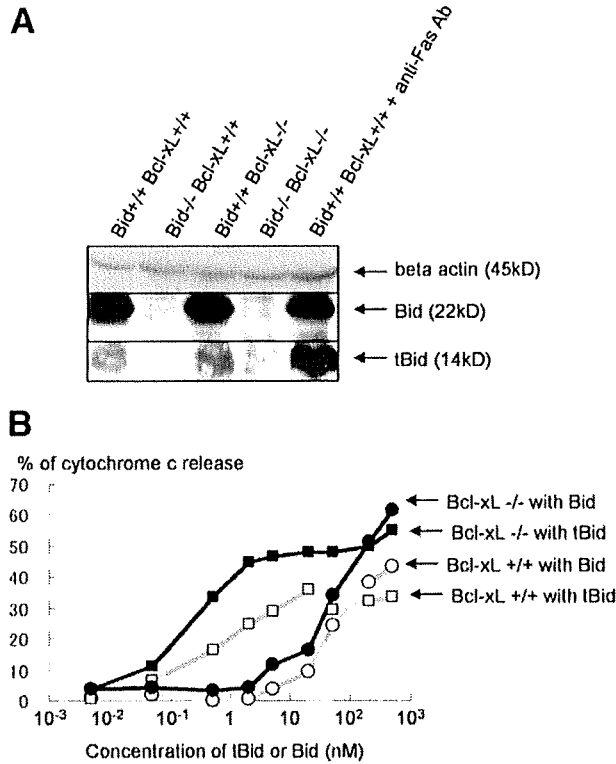 A
Bid+/+ Bcl-xL+/+
Bid-/- Bcl-xL+/+
Bid+/+ Bcl-xL-/-
Bid-/- Bcl-xL-/-
Bid+/+ Bcl-xL+/+ + anti-Fas Ab
beta actin (45kD)
Bid (22kD)
tBid (14kD)
B
% of cytochrome c release
70
60
50
40
30
20
10
0
Bcl-xL -/- with Bid
Bcl-xL -/- with tBid
Bcl-xL +/+ with Bid
Bcl-xL +/+ with tBid
10-3 10-2 10-1 1 10 102 103
Concentration of tBid or Bid (nM)